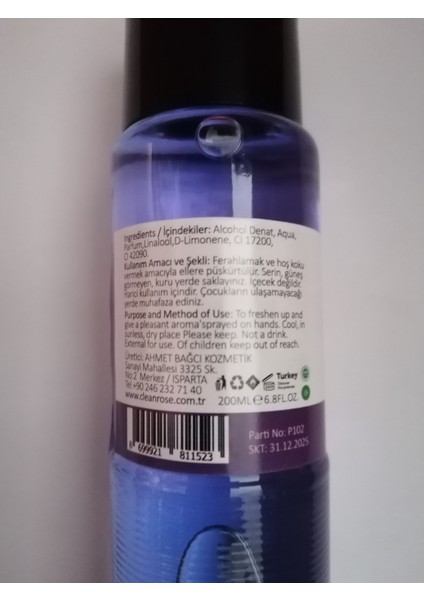 Ingredients / İçindekiler: Alcohol Denat, Aqua,
Parfum,Linalool,D-Limonene, CI 17200,
CI 42090.
Kullanım Amacı ve Şekli: Ferahlamak ve hoş koku
vermek amacıyla ellere püskürtülür. Serin, güneş
görmeyen, kuru yerde saklayınız. İçecek değildir.
Harici kullanım içindir. Çocukların ulaşamayacağı
yerde muhafaza ediniz.
Purpose and Method of Use: To freshen up and
give a pleasant aroma sprayed on hands. Cool, in
sunless, dry place Please keep. Not a drink.
External for use. Of children keep out of reach.
Üretici: AHMET BAĞCI KOZMETİK
Sanayi Mahallesi 3325 Sk.
No:2 Merkez / ISPARTA
Tel +90 246 232 71 40
www.cleanrose.com.tr
Turkey
200ML℮6.8FL.OZ.
Parti No: P102
SKT: 31.12.2025
8 699921 811523